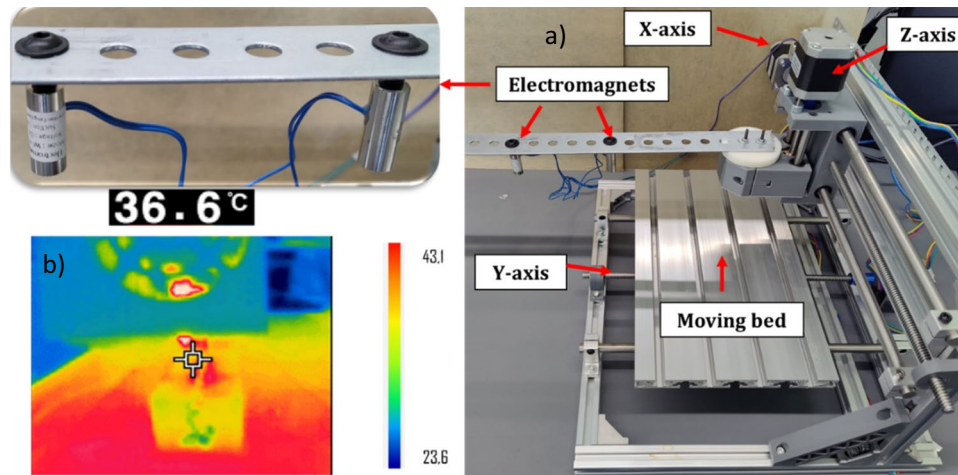 a)
X-axis
Z-axis
Electromagnets
36.6°C
b)
43.1
23.6
Y-axis
Moving bed